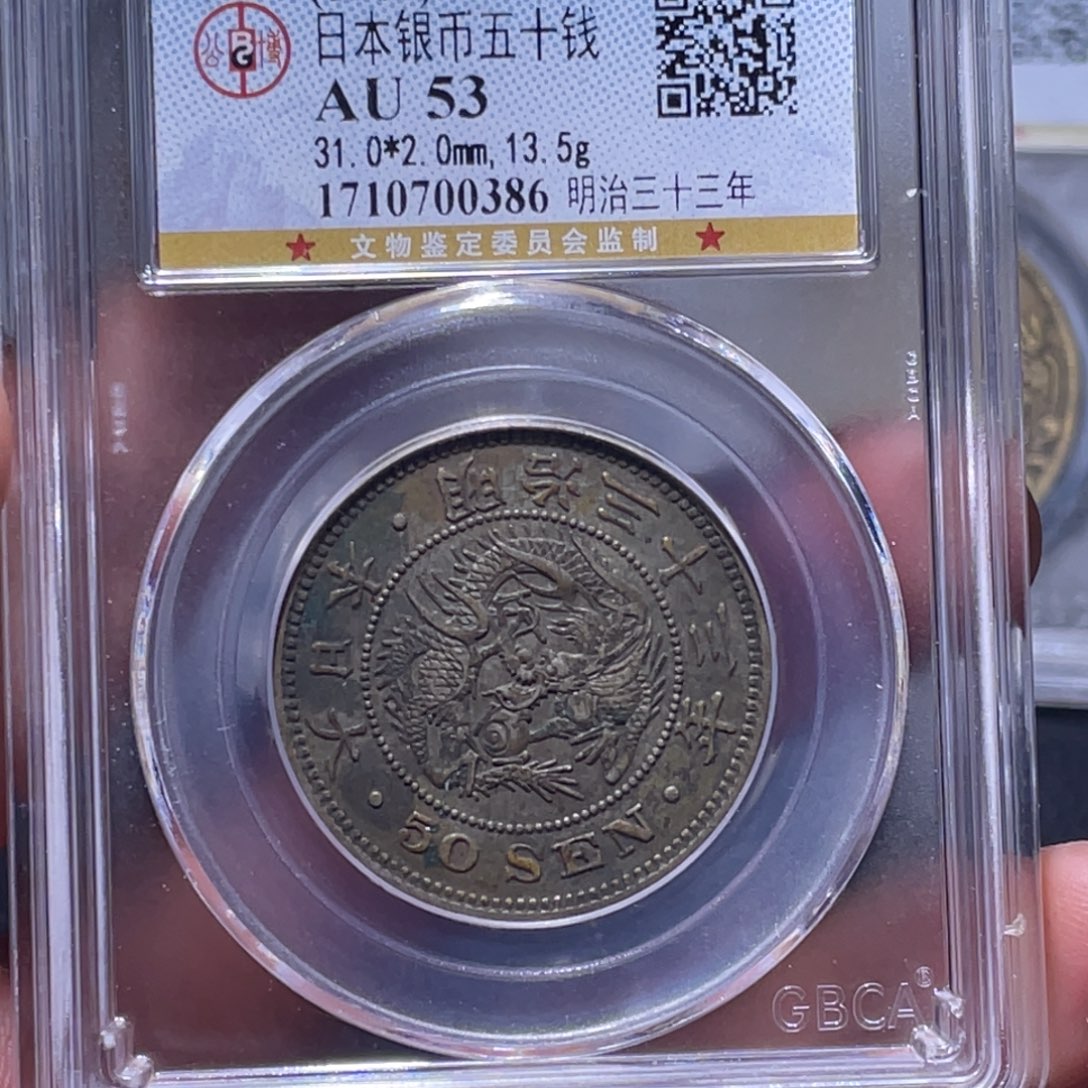 公 博
日本银币五十钱
AU 53
31.0*2.0mm, 13.5g
1710700386 明治三十三年
★ 文物鉴定委员会监制 ★
大日本 · 明治三十三年 · 50 SEN ·
GBCA®